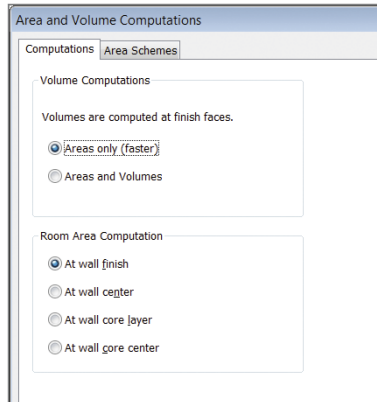 Area and Volume Computations
Computations Area Schemes
Volume Computations
Volumes are computed at finish faces.
Areas only (faster)
Areas and Volumes
Room Area Computation
At wall finish
At wall center
At wall core layer
At wall core center